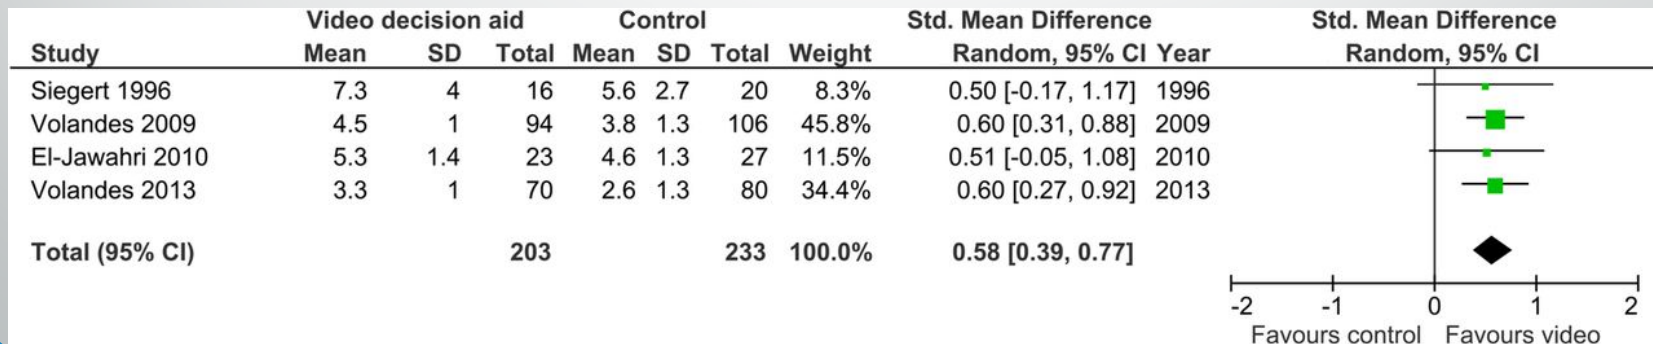 Video decision aid Control Std. Mean Difference Std. Mean Difference
Study Mean SD Total Mean SD Total Weight Random, 95% CI Year Random, 95% CI
Siegert 1996 7.3 4 16 5.6 2.7 20 8.3% 0.50 [-0.17, 1.17] 1996
Volandes 2009 4.5 1 94 3.8 1.3 106 45.8% 0.60 [0.31, 0.88] 2009
El-Jawahri 2010 5.3 1.4 23 4.6 1.3 27 11.5% 0.51 [-0.05, 1.08] 2010
Volandes 2013 3.3 1 70 2.6 1.3 80 34.4% 0.60 [0.27, 0.92] 2013
Total (95% CI) 203 233 100.0% 0.58 [0.39, 0.77]
-2 -1 0 1 2
Favours control Favours video